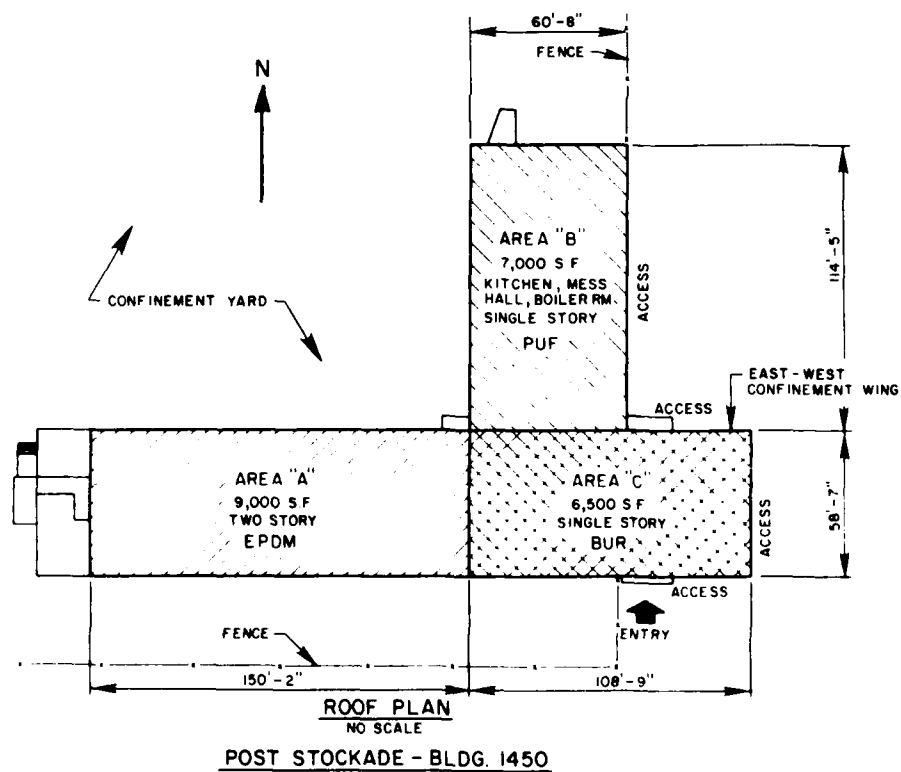 60'-8"
FENCE
N
AREA "B"
7,000 S F
KITCHEN, MESS
HALL, BOILER RM.
SINGLE STORY
PUF
ACCESS
114'-5"
CONFINEMENT YARD
EAST-WEST
CONFINEMENT WING
ACCESS
AREA "A"
9,000 S F
TWO STORY
EPDM
AREA "C"
6,500 S F
SINGLE STORY
BUR
58'-7"
ACCESS
ACCESS
FENCE
ENTRY
150'-2"
108'-9"
ROOF PLAN
NO SCALE
POST STOCKADE - BLDG. 1450